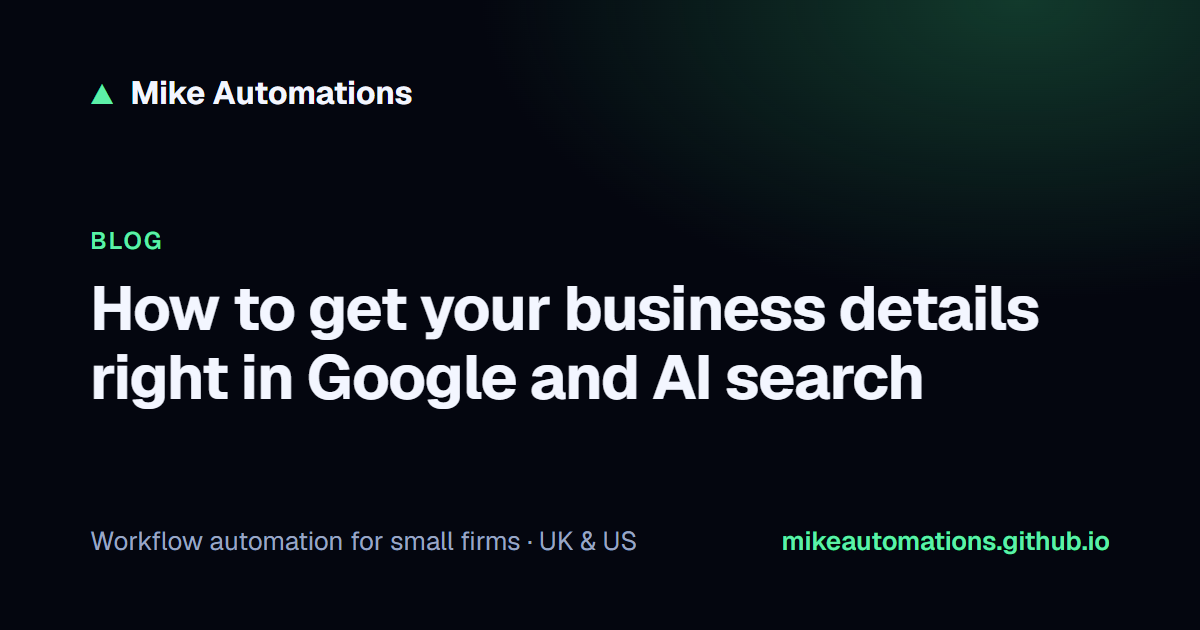 Mike Automations
BLOG
How to get your business details
right in Google and AI search
Workflow automation for small firms · UK & US
mikeautomations.github.io